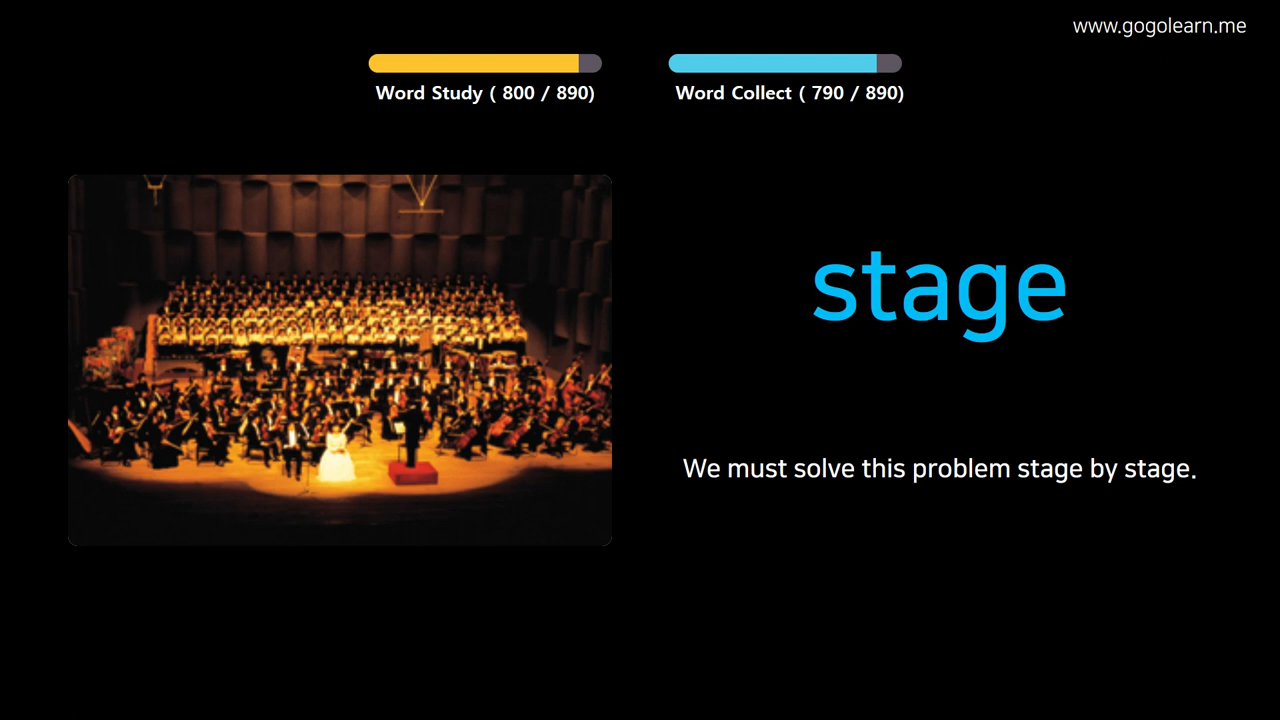 www.gogolearn.me
Word Study ( 800 / 890)
Word Collect ( 790 / 890)
stage
We must solve this problem stage by stage.